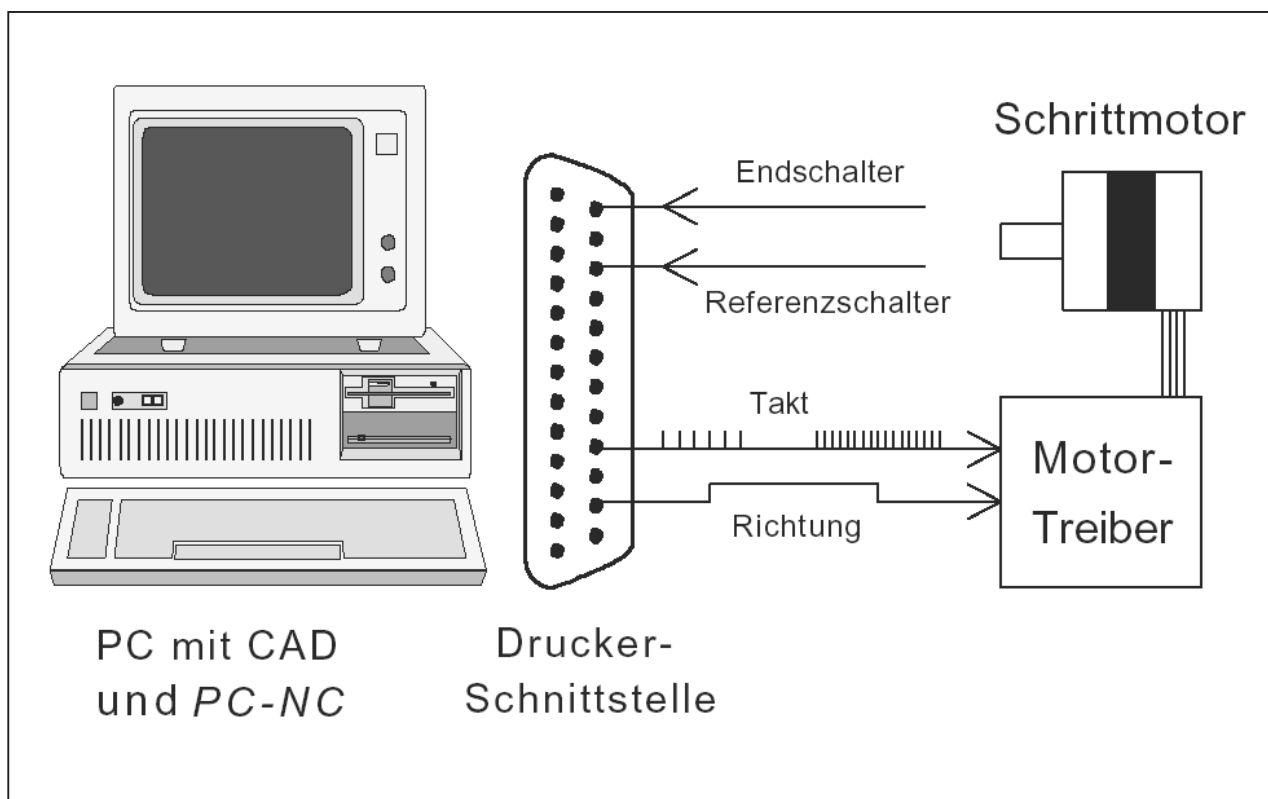 Schrittmotor
Endschalter
Referenzschalter
Takt
Richtung
Motor-
Treiber
PC mit CAD
und PC-NC
Drucker-
Schnittstelle